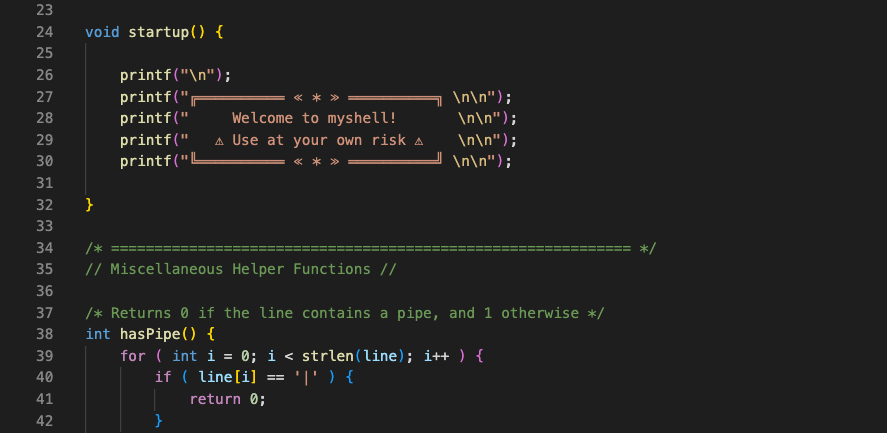 23
24 void startup() {
25
26 printf("\n");
27 printf("╔══════════ « * » ══════════╗ \n\n");
28 printf("     Welcome to myshell!       \n\n");
29 printf("   ⚠ Use at your own risk ⚠    \n\n");
30 printf("╚══════════ « * » ══════════╝ \n\n");
31
32 }
33
34 /* ============================================================ */
35 // Miscellaneous Helper Functions //
36
37 /* Returns 0 if the line contains a pipe, and 1 otherwise */
38 int hasPipe() {
39 for ( int i = 0; i < strlen(line); i++ ) {
40 if ( line[i] == '|' ) {
41 return 0;
42 }